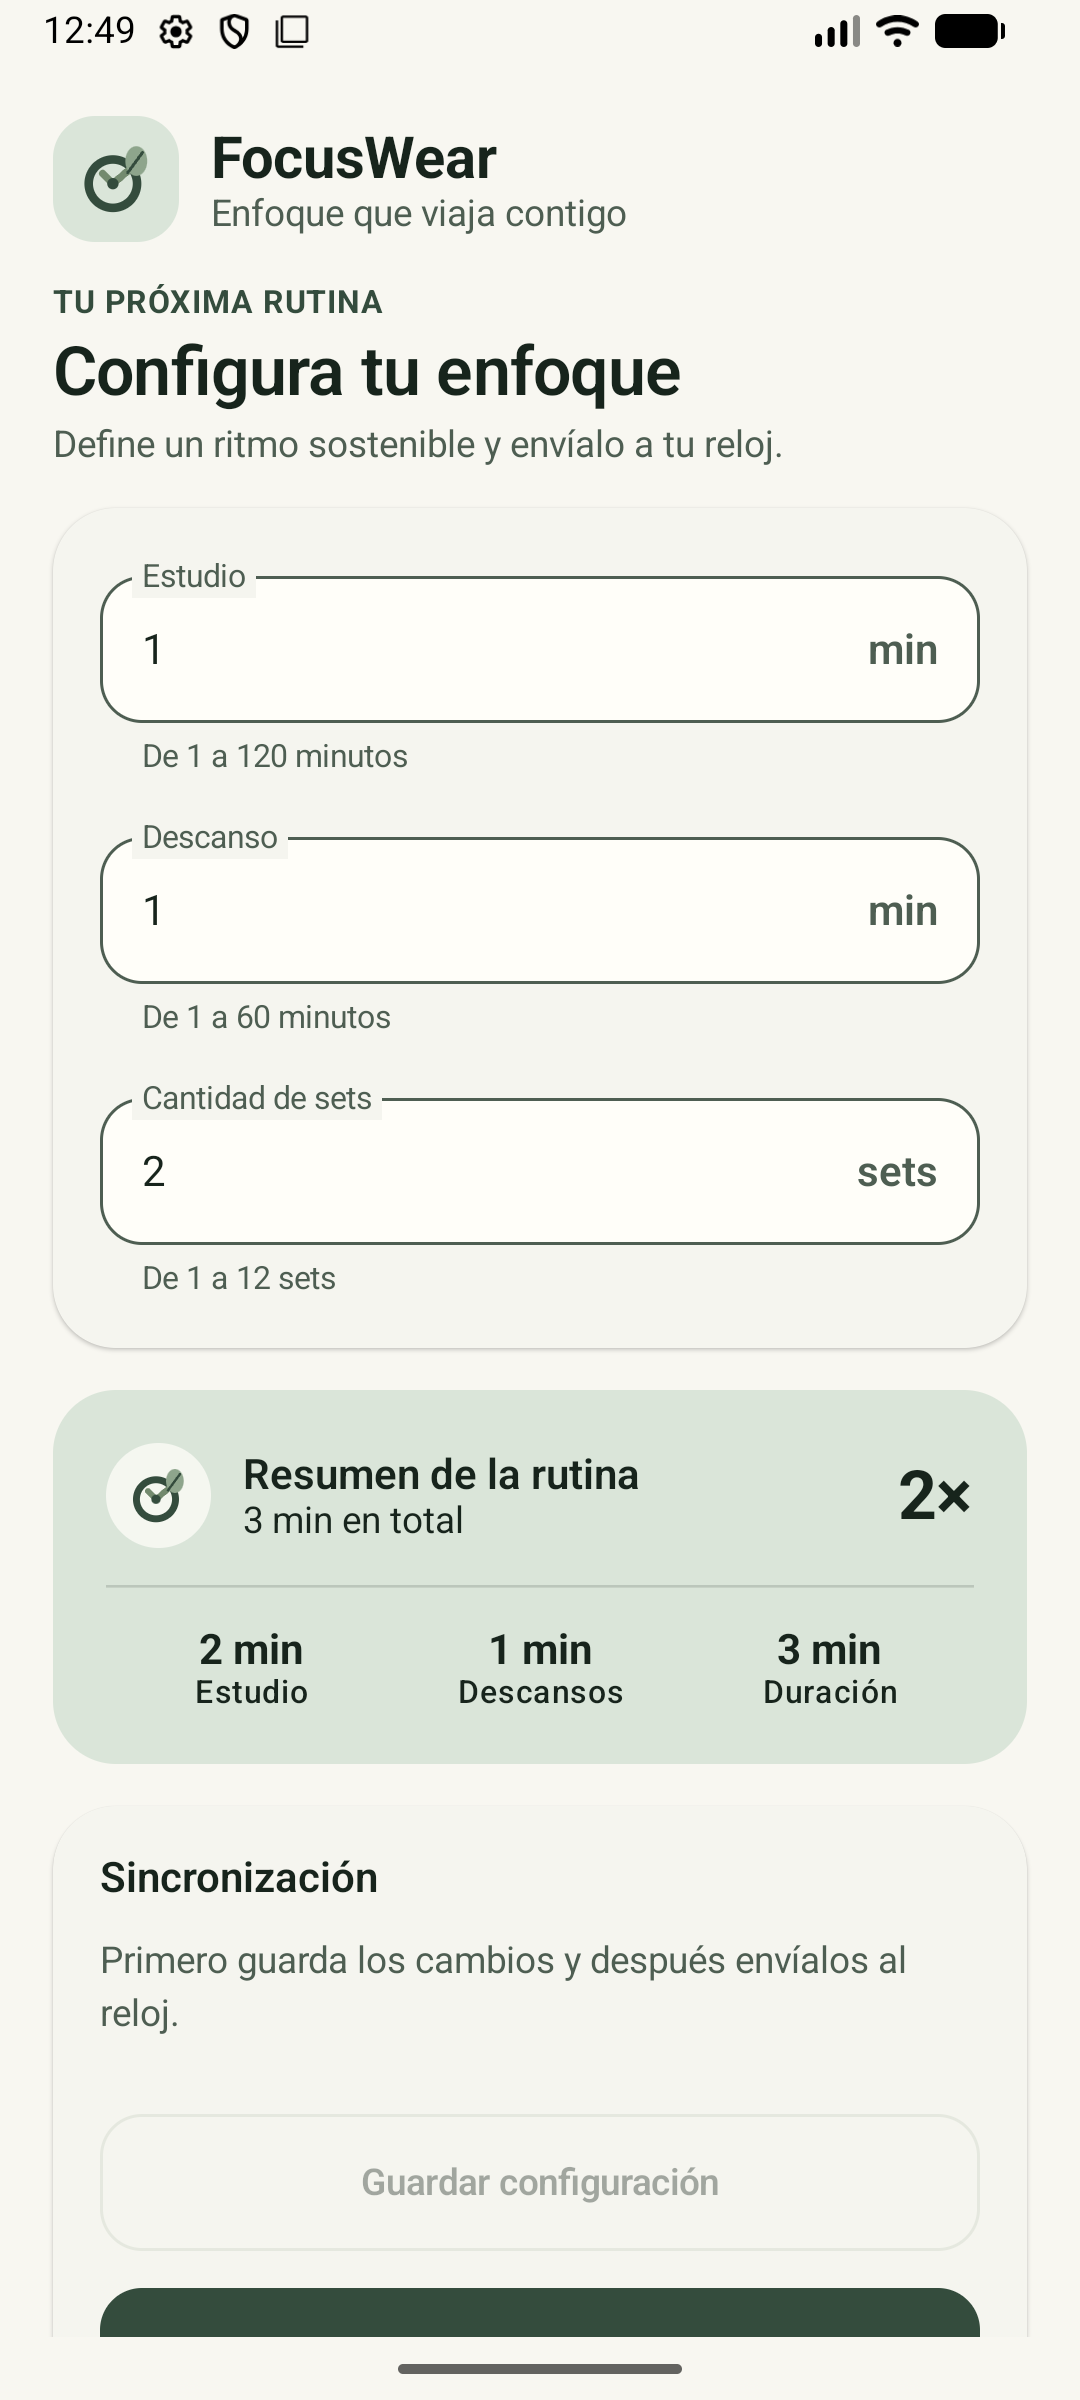 12:49
FocusWear
Enfoque que viaja contigo
TU PRÓXIMA RUTINA
Configura tu enfoque
Define un ritmo sostenible y envíalo a tu reloj.
Estudio
1 min
De 1 a 120 minutos
Descanso
1 min
De 1 a 60 minutos
Cantidad de sets
2 sets
De 1 a 12 sets
Resumen de la rutina
3 min en total
2×
2 min 1 min 3 min
Estudio Descansos Duración
Sincronización
Primero guarda los cambios y después envíalos al
reloj.
Guardar configuración